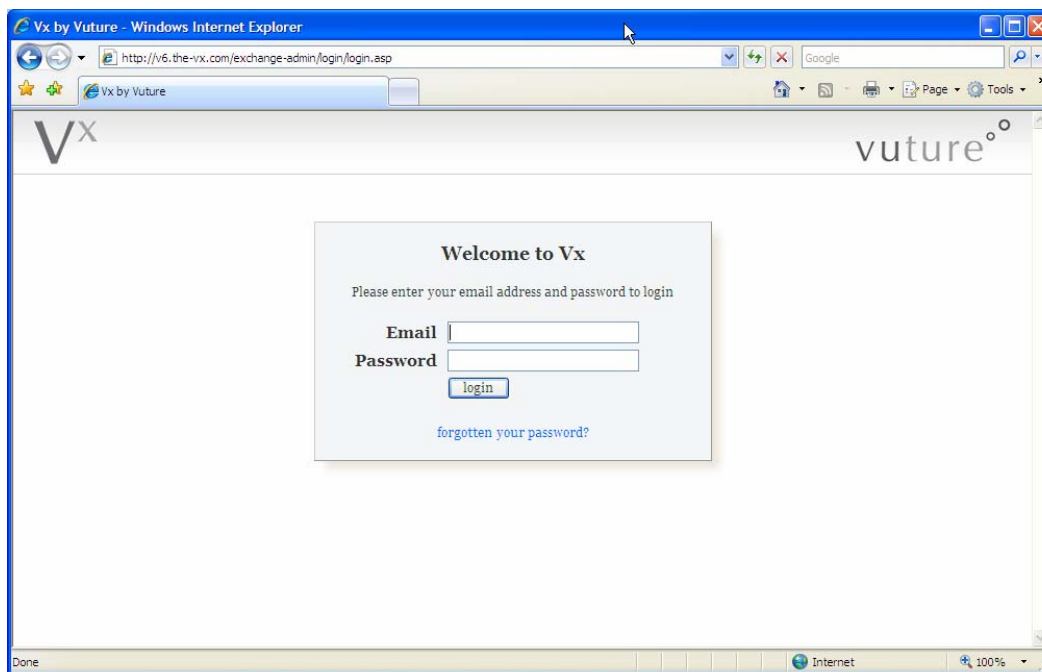 Vx by Vuture - Windows Internet Explorer
http://v6.the-vx.com/exchange-admin/login/login.asp
Google
Vx by Vuture
Page
Tools
Vx
vuture
Welcome to Vx
Please enter your email address and password to login
Email
Password
login
forgotten your password?
Done
Internet
100%